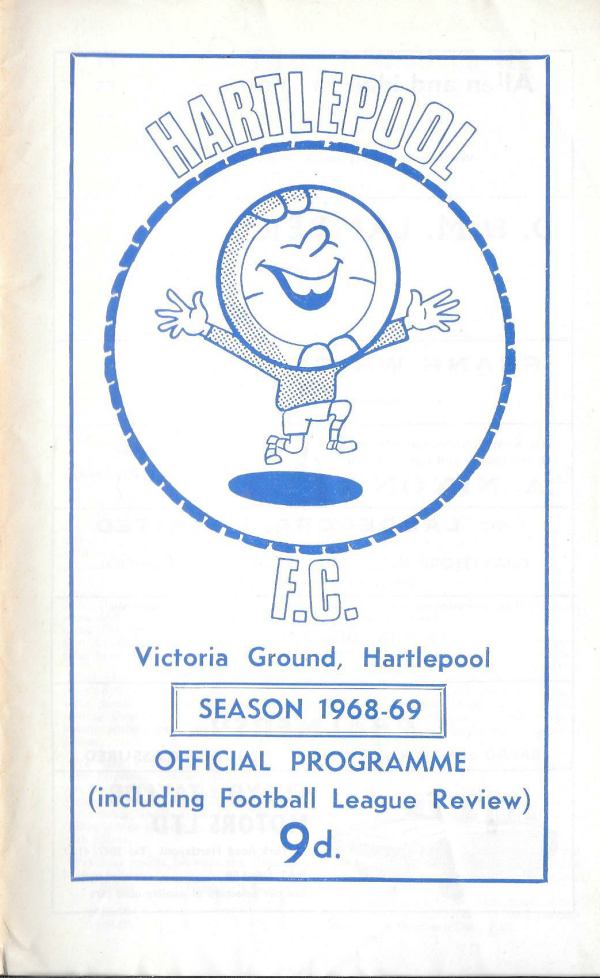 HARTLEPOOL
F.C.
Victoria Ground, Hartlepool
SEASON 1968-69
OFFICIAL PROGRAMME
(including Football League Review)
9d.